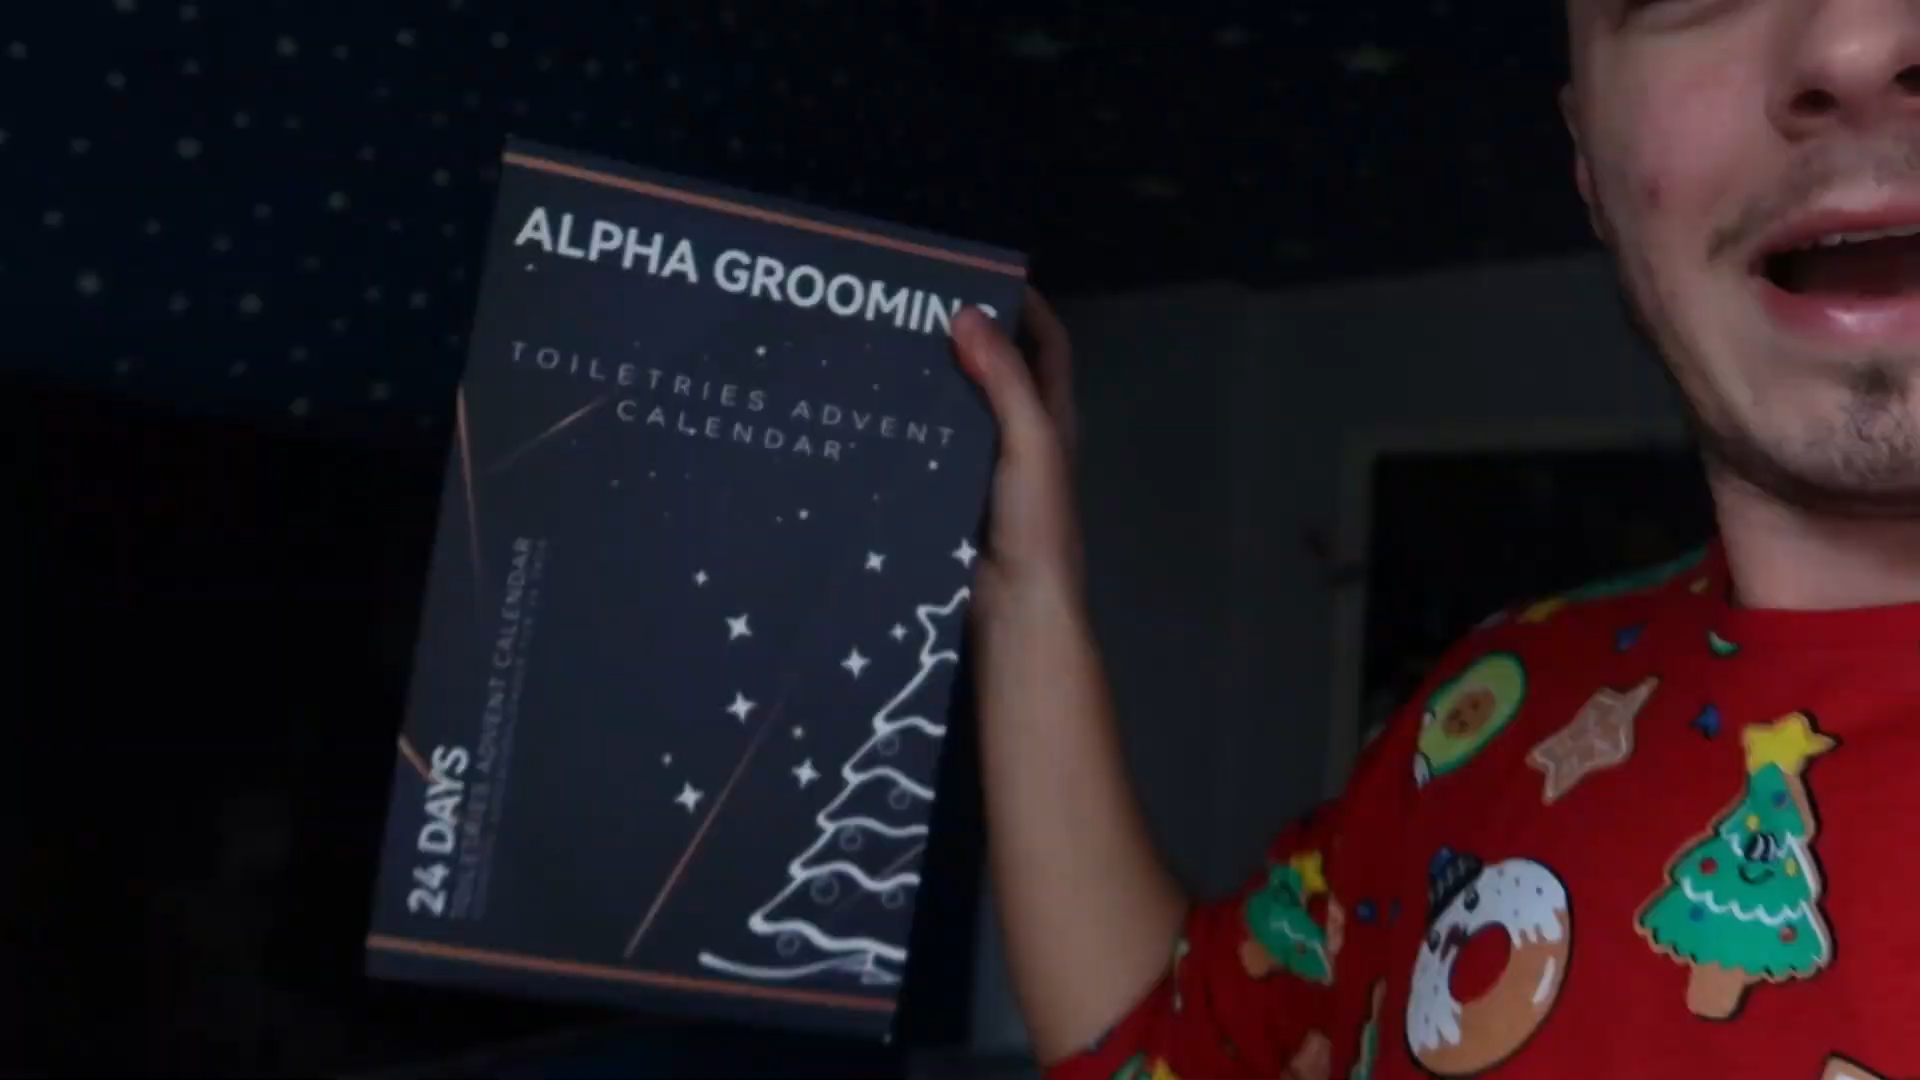 ALPHA GROOMING
TOILETRIES ADVENT
CALENDAR
24 DAYS
TOILETRIES ADVENT CALENDAR